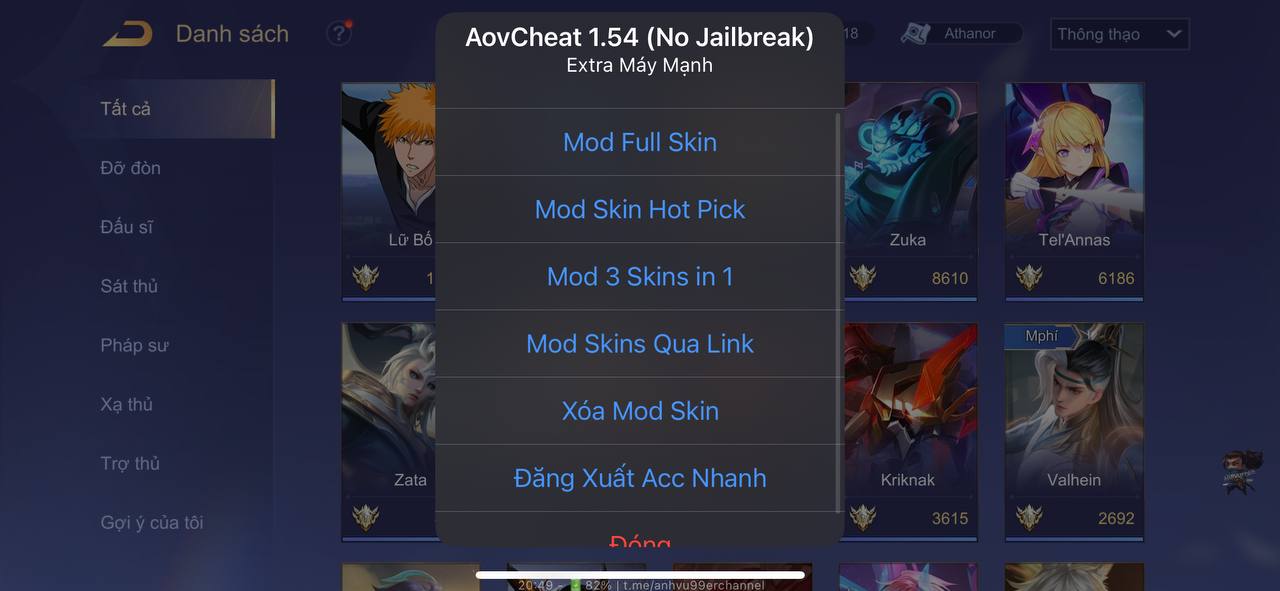 Danh sách
?
AovCheat 1.54 (No Jailbreak)
Extra Máy Mạnh
18
Athanor
Thông thạo
Tất cả
Đỡ đòn
Đấu sĩ
Sát thủ
Pháp sư
Xạ thủ
Trợ thủ
Gợi ý của tôi
Mod Full Skin
Mod Skin Hot Pick
Mod 3 Skins in 1
Mod Skins Qua Link
Xóa Mod Skin
Đăng Xuất Acc Nhanh
Đóng
Lữ Bố
1
Zuka
8610
Tel'Annas
6186
Zata
Kriknak
3615
Mphí
Valhein
2692
20:49 - 82% | t.me/anhvu99erchannel